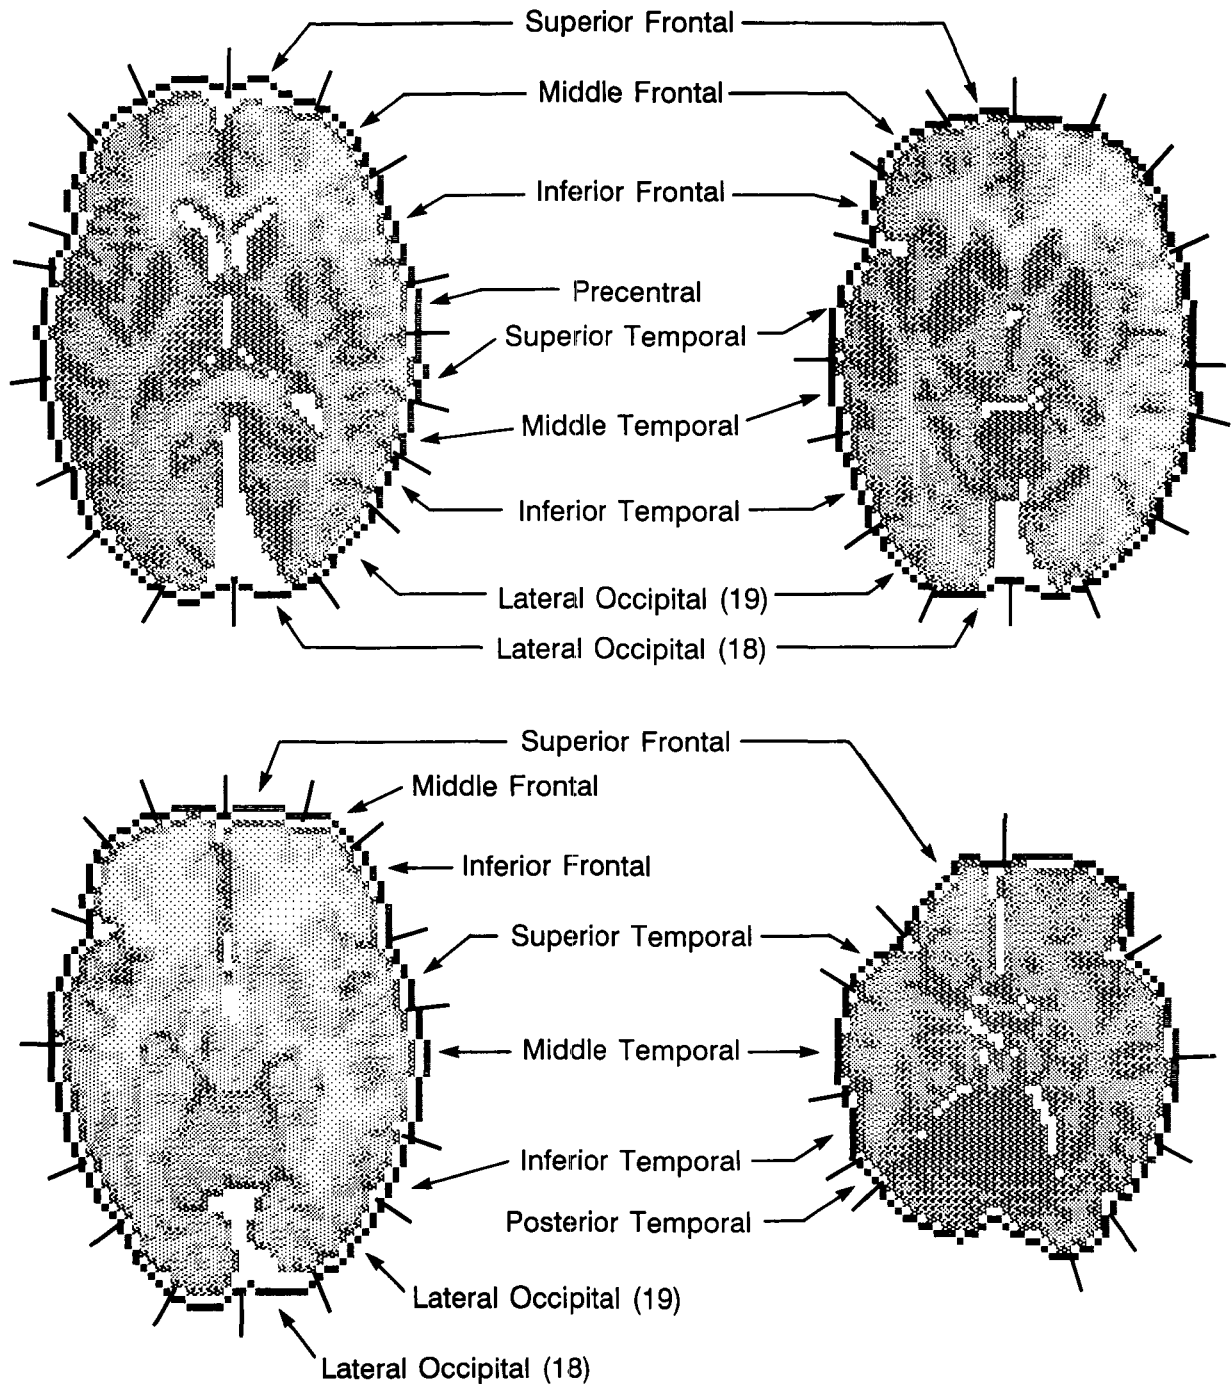 Superior Frontal
Middle Frontal
Inferior Frontal
Precentral
Superior Temporal
Middle Temporal
Inferior Temporal
Lateral Occipital (19)
Lateral Occipital (18)
Superior Frontal
Middle Frontal
Inferior Frontal
Superior Temporal
Middle Temporal
Inferior Temporal
Posterior Temporal
Lateral Occipital (19)
Lateral Occipital (18)